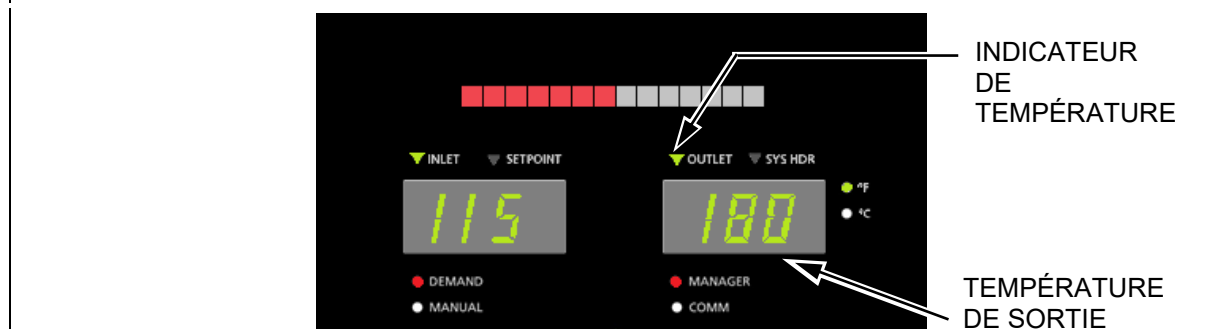 INDICATEUR
DE
TEMPÉRATURE
INLET SETPOINT OUTLET SYS HDR
115 180 °F
°C
DEMAND MANAGER
MANUAL COMM
TEMPÉRATURE
DE SORTIE